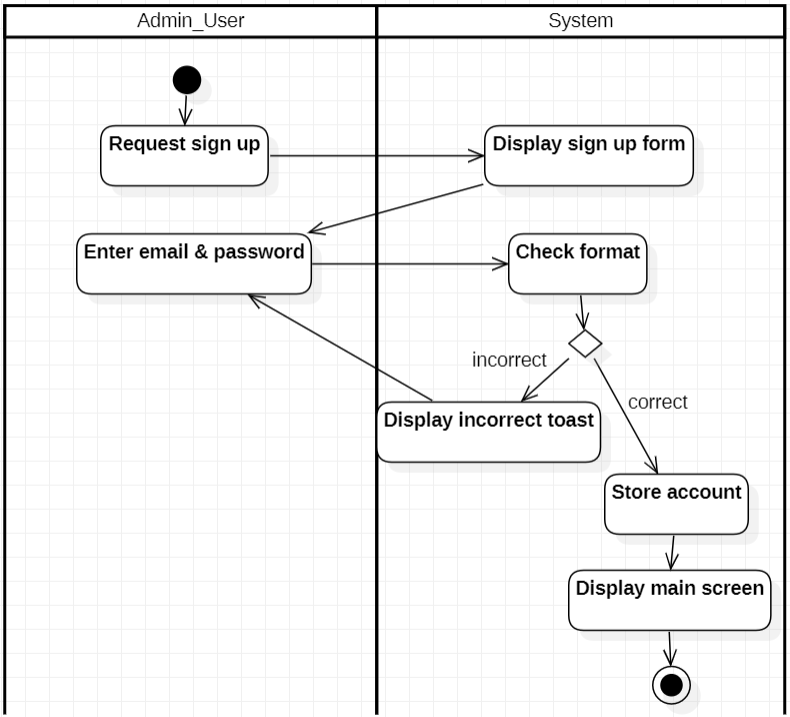 Admin_User
System
Request sign up
Display sign up form
Enter email & password
Check format
incorrect
correct
Display incorrect toast
Store account
Display main screen